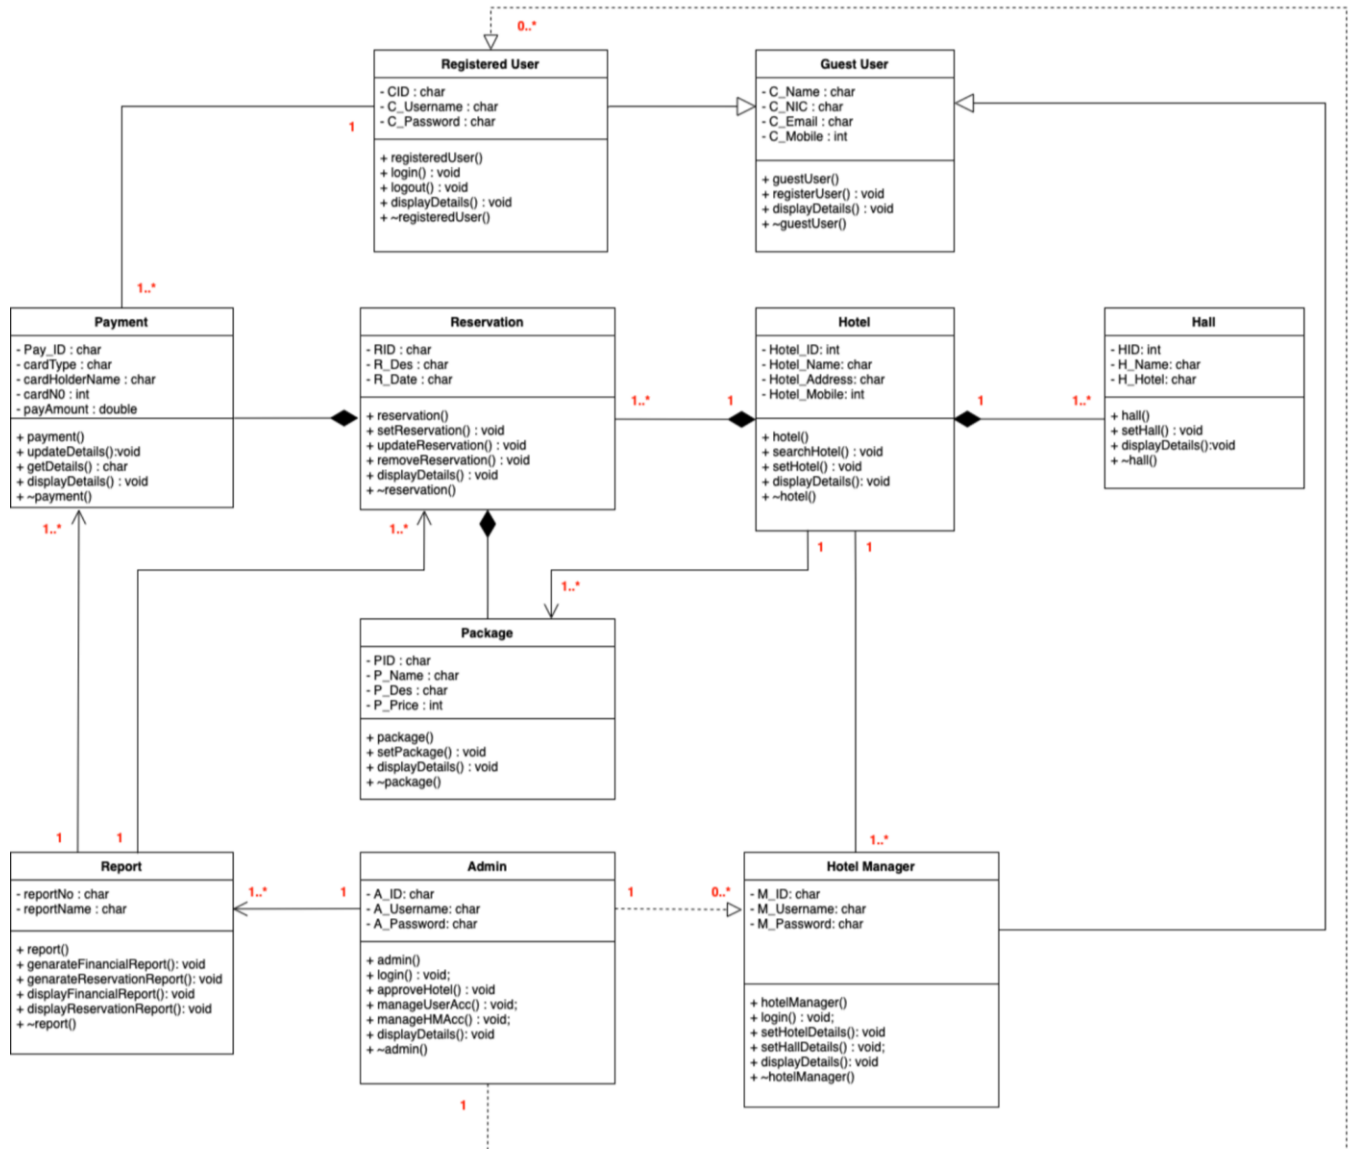 0..*
Registered User
- CID : char
- C_Username : char
- C_Password : char
+ registeredUser()
+ login() : void
+ logout() : void
+ displayDetails() : void
+ ~registeredUser()
Guest User
- C_Name : char
- C_NIC : char
- C_Email : char
- C_Mobile : int
+ guestUser()
+ registerUser() : void
+ displayDetails() : void
+ ~guestUser()
1
1..*
Payment
- Pay_ID : char
- cardType : char
- cardHolderName : char
- cardN0 : int
- payAmount : double
+ payment()
+ updateDetails():void
+ getDetails() : char
+ displayDetails() : void
+ ~payment()
Reservation
- RID : char
- R_Des : char
- R_Date : char
+ reservation()
+ setReservation() : void
+ updateReservation() : void
+ removeReservation() : void
+ displayDetails() : void
+ ~reservation()
1..*
1
Hotel
- Hotel_ID: int
- Hotel_Name: char
- Hotel_Address: char
- Hotel_Mobile: int
+ hotel()
+ searchHotel() : void
+ setHotel() : void
+ displayDetails(): void
+ ~hotel()
1
1..*
Hall
- HID: int
- H_Name: char
- H_Hotel: char
+ hall()
+ setHall() : void
+ displayDetails():void
+ ~hall()
1..*
1..*
1
1
1..*
Package
- PID : char
- P_Name : char
- P_Des : char
- P_Price : int
+ package()
+ setPackage() : void
+ displayDetails() : void
+ ~package()
1
1
1..*
Report
- reportNo : char
- reportName : char
+ report()
+ genarateFinancialReport(): void
+ genarateReservationReport(): void
+ displayFinancialReport(): void
+ displayReservationReport(): void
+ ~report()
1..*
1
Admin
- A_ID: char
- A_Username: char
- A_Password: char
+ admin()
+ login() : void;
+ approveHotel() : void
+ manageUserAcc() : void;
+ manageHMAcc() : void;
+ displayDetails(): void
+ ~admin()
1
0..*
Hotel Manager
- M_ID: char
- M_Username: char
- M_Password: char
+ hotelManager()
+ login() : void;
+ setHotelDetails(): void
+ setHallDetails() : void;
+ displayDetails(): void
+ ~hotelManager()
1